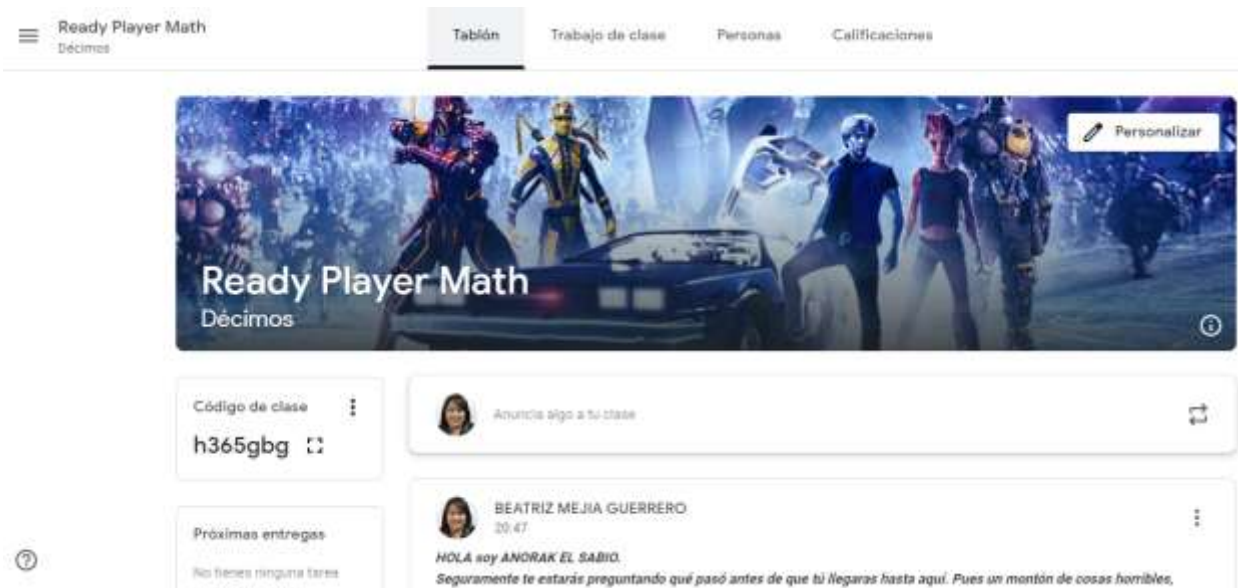 Ready Player Math
Décimos
Tablón
Trabajo de clase
Personas
Calificaciones
Personalizar
Ready Player Math
Décimos
Código de clase
h365gbg
Anuncia algo a tu clase
Próximas entregas
No tienes ninguna tarea
BEATRIZ MEJIA GUERRERO
20:47
HOLA soy ANORAK EL SABIO.
Seguramente te estarás preguntando qué pasó antes de que tú llegaras hasta aquí. Pues un montón de cosas horribles,